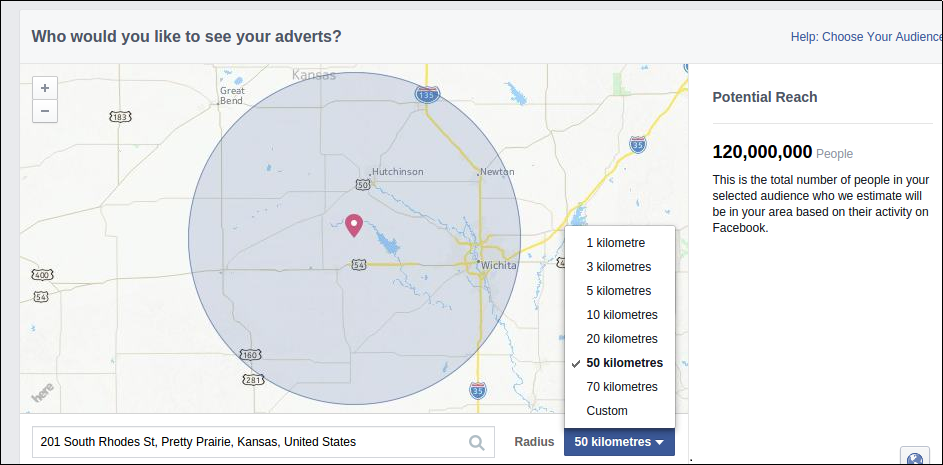 Who would you like to see your adverts?
Help: Choose Your Audience
+
−
Kansas
Great
Bend
183
135
35
Hutchinson
50
Newton
Wichita
54
4
400
54
160
281
35
here
Potential Reach
120,000,000 People
This is the total number of people in your
selected audience who we estimate will
be in your area based on their activity on
Facebook.
1 kilometre
3 kilometres
5 kilometres
10 kilometres
20 kilometres
50 kilometres
70 kilometres
Custom
201 South Rhodes St, Pretty Prairie, Kansas, United States
Radius
50 kilometres